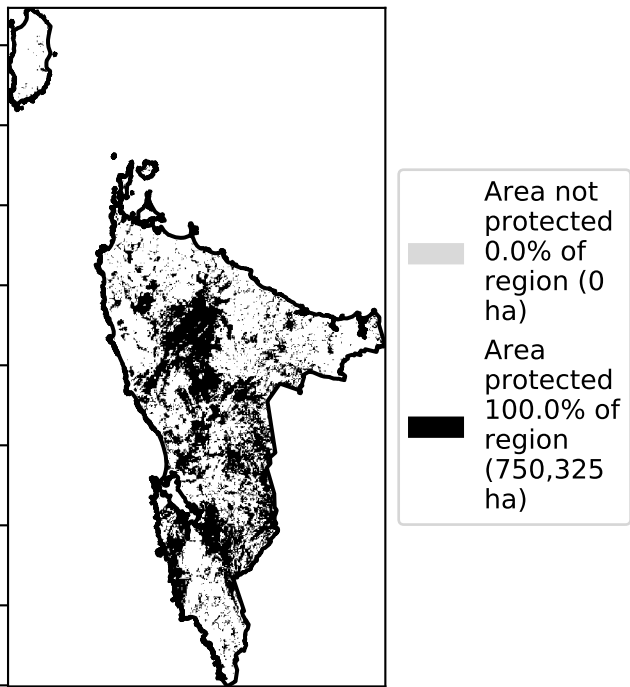 Area not
protected
0.0% of
region (0
ha)
Area
protected
100.0% of
region
(750,325
ha)